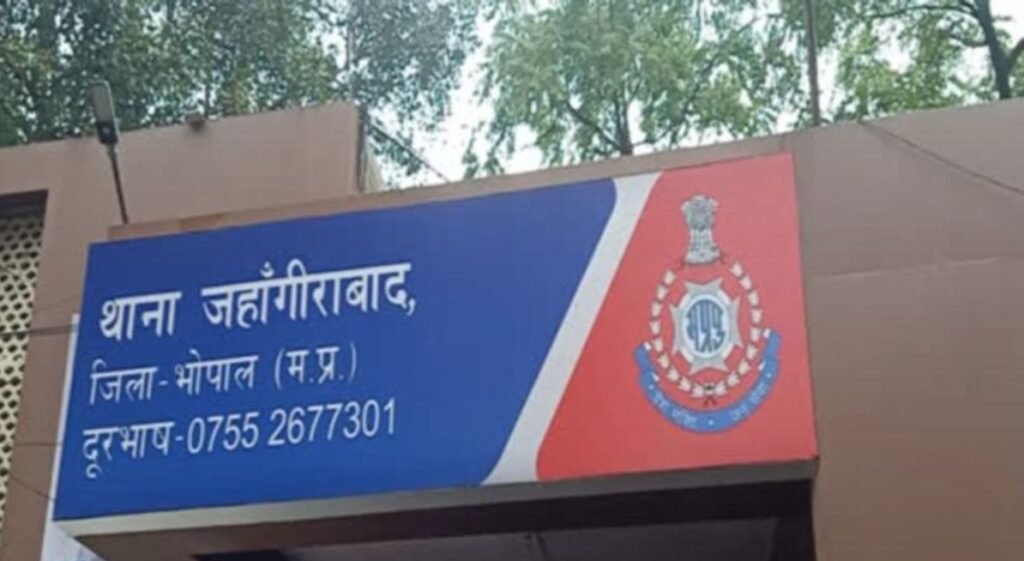 थाना जहाँगीराबाद,
जिला-भोपाल (म.प्र.)
दूरभाष-0755 2677301